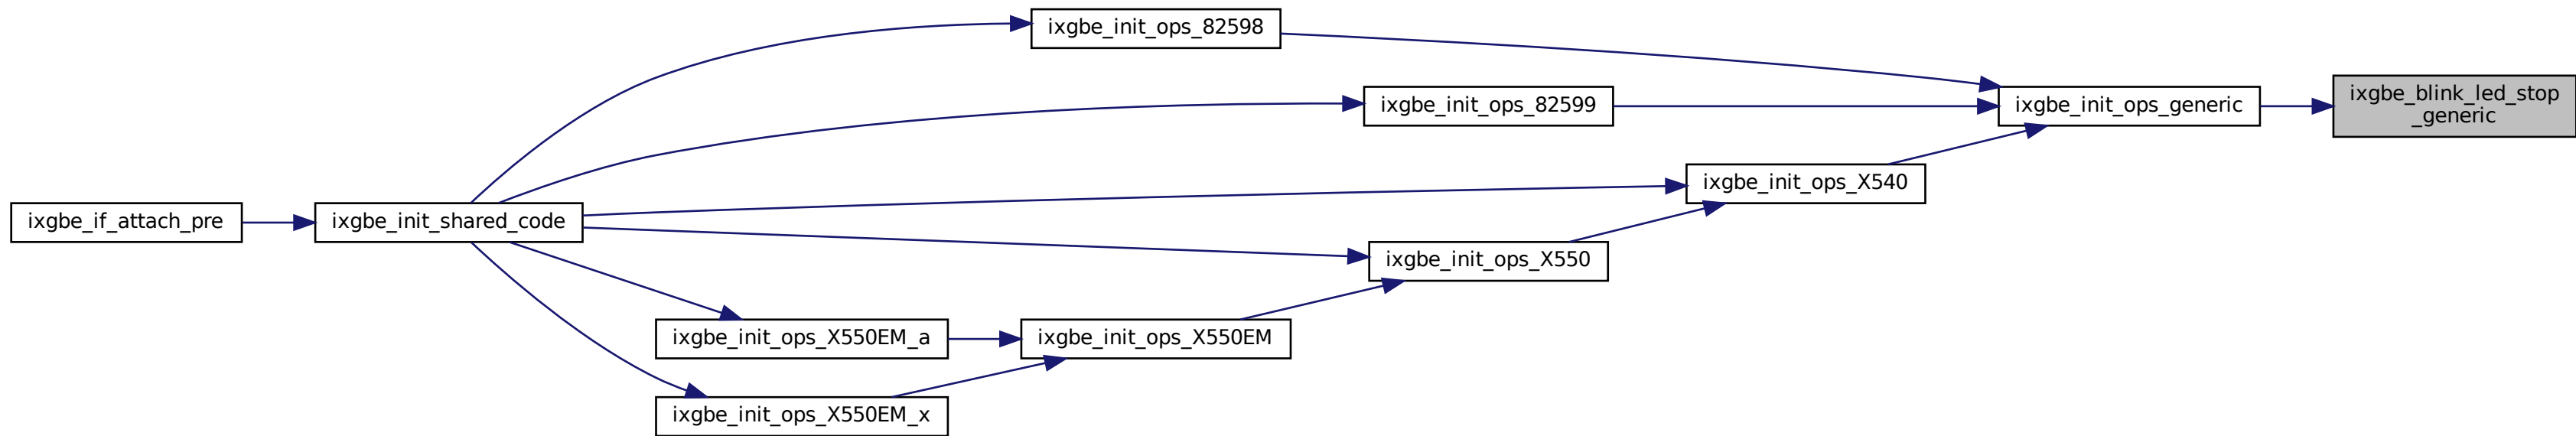 ixgbe_init_ops_82598
ixgbe_init_ops_82599
ixgbe_init_ops_generic
ixgbe_blink_led_stop
_generic
ixgbe_init_ops_X540
ixgbe_if_attach_pre
ixgbe_init_shared_code
ixgbe_init_ops_X550
ixgbe_init_ops_X550EM_a
ixgbe_init_ops_X550EM
ixgbe_init_ops_X550EM_x